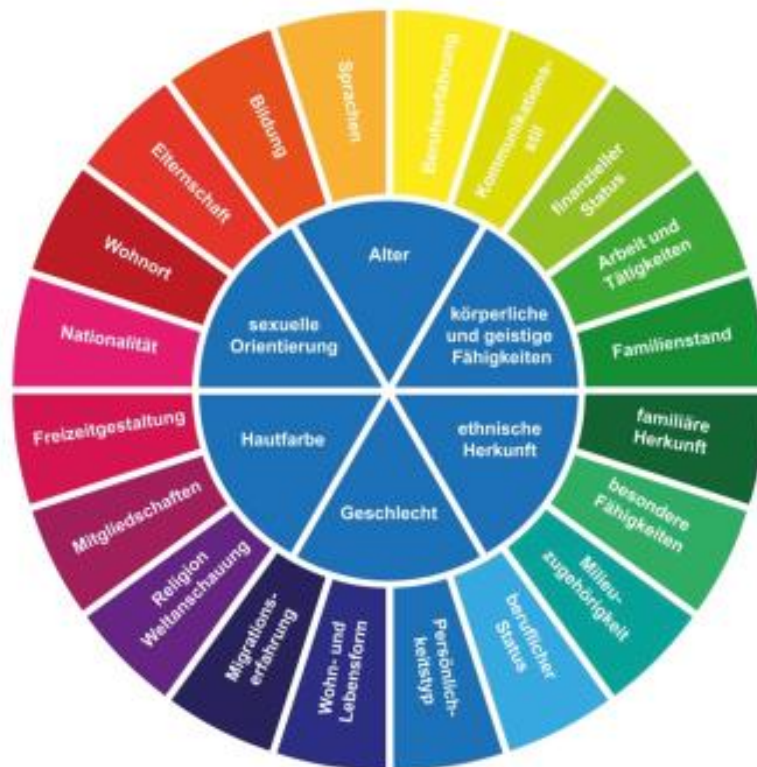 Sprachen
Berufserfahrung
Kommunikations-
stil
finanzieller
Status
Arbeit und
Tätigkeiten
Familienstand
familiäre
Herkunft
besondere
Fähigkeiten
Milieu-
zugehörigkeit
beruflicher
Status
Persönlich-
keitstyp
Wohn- und
Lebensform
Migrations-
erfahrung
Religion
Weltanschauung
Mitgliedschaften
Freizeitgestaltung
Nationalität
Wohnort
Elternschaft
Bildung
Alter
körperliche
und geistige
Fähigkeiten
ethnische
Herkunft
Geschlecht
Hautfarbe
sexuelle
Orientierung